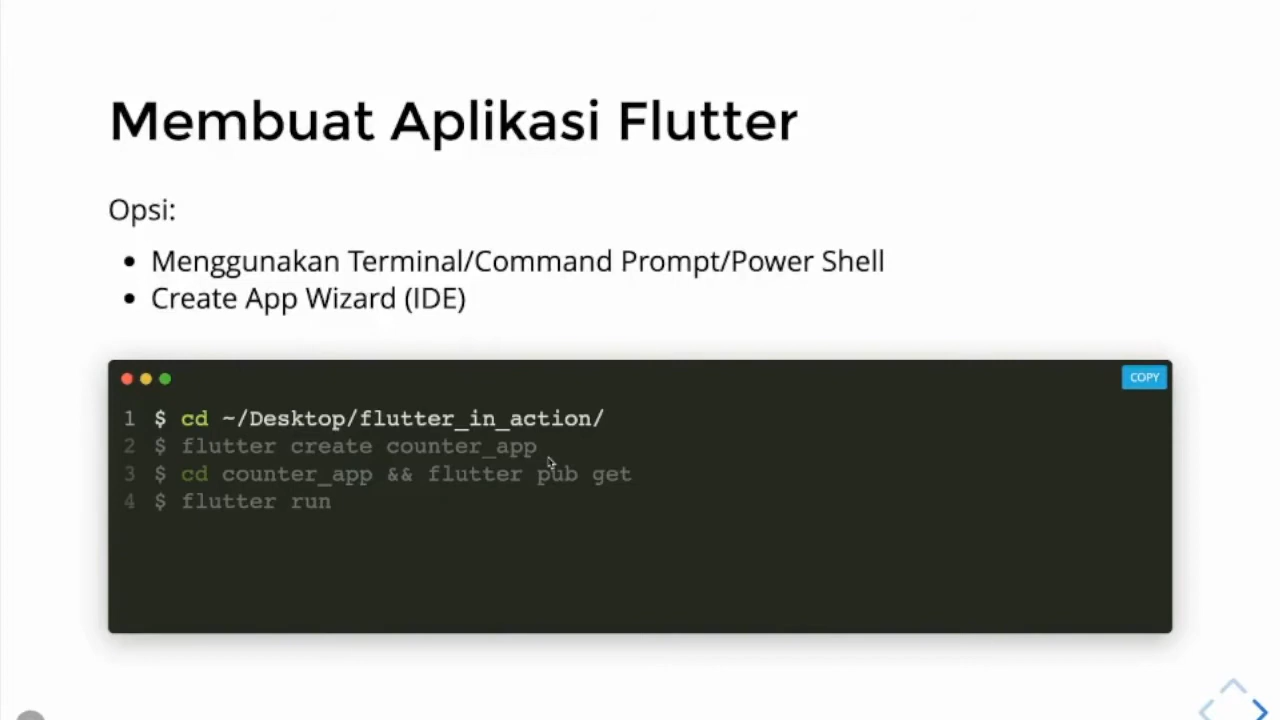 Membuat Aplikasi Flutter
Opsi:
• Menggunakan Terminal/Command Prompt/Power Shell
• Create App Wizard (IDE)
COPY
1 $ cd ~/Desktop/flutter_in_action/
2 $ flutter create counter_app
3 $ cd counter_app && flutter pub get
4 $ flutter run